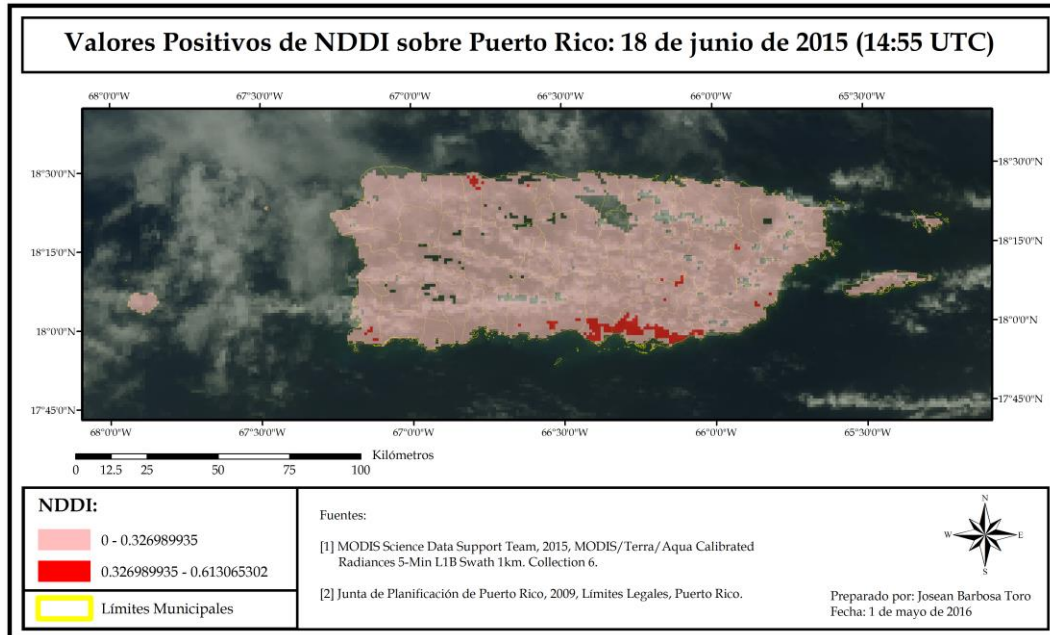 Valores Positivos de NDDI sobre Puerto Rico: 18 de junio de 2015 (14:55 UTC)
68°0'0"W 67°30'0"W 67°0'0"W 66°30'0"W 66°0'0"W 65°30'0"W
18°30'0"N 18°30'0"N
18°15'0"N 18°15'0"N
18°0'0"N 18°0'0"N
17°45'0"N 17°45'0"N
68°0'0"W 67°30'0"W 67°0'0"W 66°30'0"W 66°0'0"W 65°30'0"W
Kilómetros
0 12.5 25 50 75 100
NDDI:
0 - 0.326989935
0.326989935 - 0.613065302
Límites Municipales
Fuentes:
[1] MODIS Science Data Support Team, 2015, MODIS/Terra/Aqua Calibrated
Radiances 5-Min L1B Swath 1km. Collection 6.
[2] Junta de Planificación de Puerto Rico, 2009, Límites Legales, Puerto Rico.
N
W E
S
Preparado por: Josean Barbosa Toro
Fecha: 1 de mayo de 2016